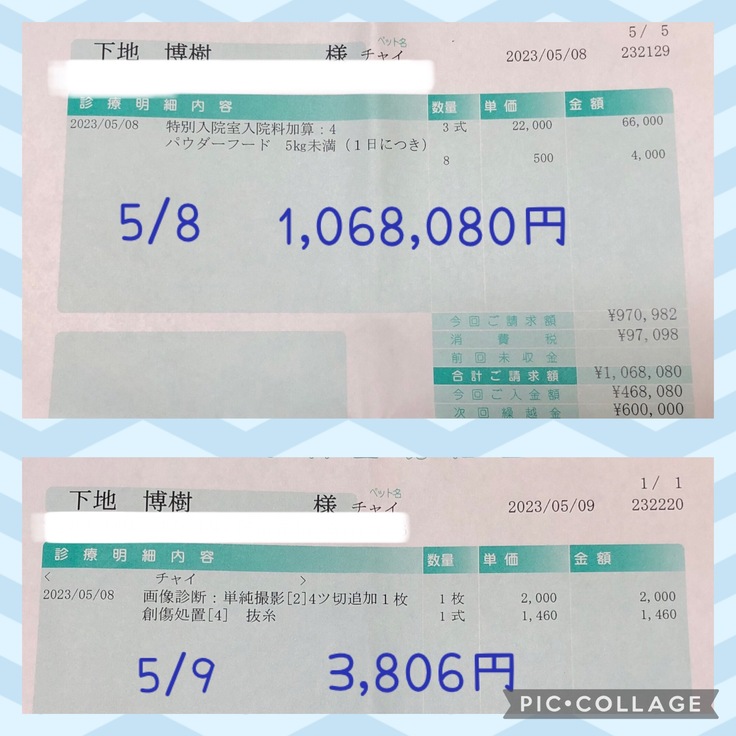 5/ 5
下地 博樹 様 ペット名 チャイ 2023/05/08 232129
診療明細内容 数量 単価 金額
2023/05/08 特別入院室入院料加算:4 3 式 22,000 66,000
パウダーフード 5㎏未満(1日につき) 8 500 4,000
5/8 1,068,080円
今回ご請求額 ¥970,982
消費税 ¥97,098
前回未収金
合計ご請求額 ¥1,068,080
今回ご入金額 ¥468,080
次回繰越金 ¥600,000
1/ 1
下地 博樹 様 ペット名 チャイ 2023/05/09 232220
診療明細内容 数量 単価 金額
< チャイ >
2023/05/08 画像診断:単純撮影[2]4ツ切追加1枚 1 枚 2,000 2,000
創傷処置[4] 抜糸 1 式 1,460 1,460
5/9 3,806円
PIC•COLLAGE